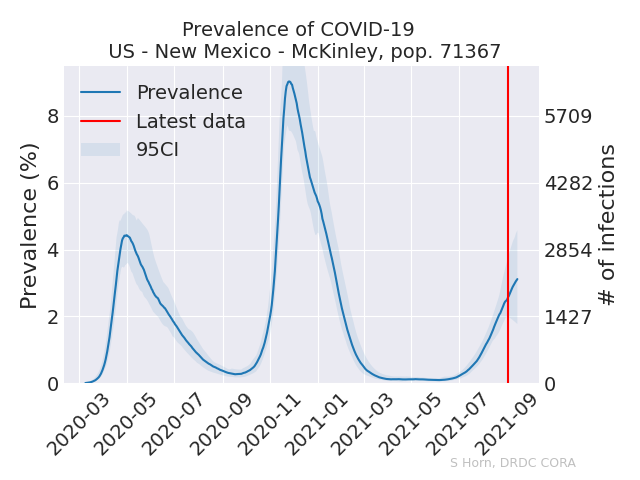 Prevalence of COVID-19
US - New Mexico - McKinley, pop. 71367
Prevalence
Latest data
95CI
Prevalence (%)
8
6
4
2
0
5709
4282
2854
1427
0
# of infections
2020-03
2020-05
2020-07
2020-09
2020-11
2021-01
2021-03
2021-05
2021-07
2021-09
S Horn, DRDC CORA